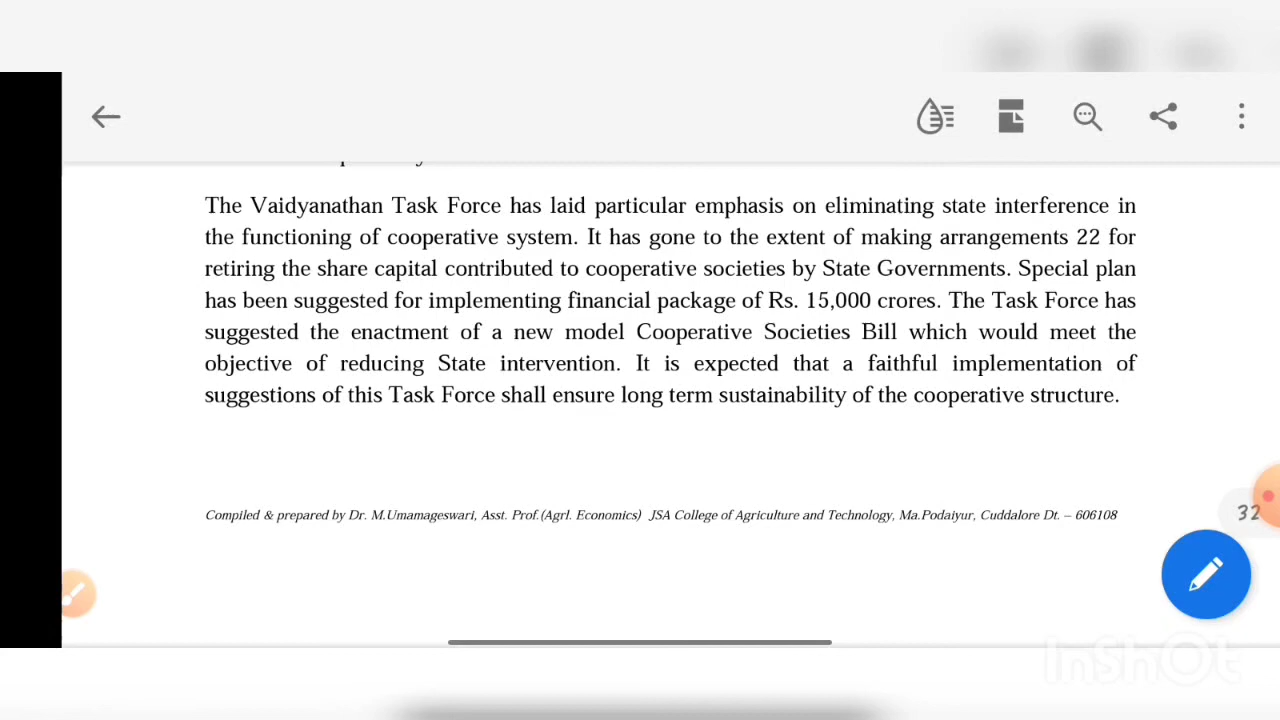 The Vaidyanathan Task Force has laid particular emphasis on eliminating state interference in
the functioning of cooperative system. It has gone to the extent of making arrangements 22 for
retiring the share capital contributed to cooperative societies by State Governments. Special plan
has been suggested for implementing financial package of Rs. 15,000 crores. The Task Force has
suggested the enactment of a new model Cooperative Societies Bill which would meet the
objective of reducing State intervention. It is expected that a faithful implementation of
suggestions of this Task Force shall ensure long term sustainability of the cooperative structure.
Compiled & prepared by Dr. M.Umamageswari, Asst. Prof.(Agrl. Economics) JSA College of Agriculture and Technology, Ma.Podaiyur, Cuddalore Dt. – 606108
32
InShOt